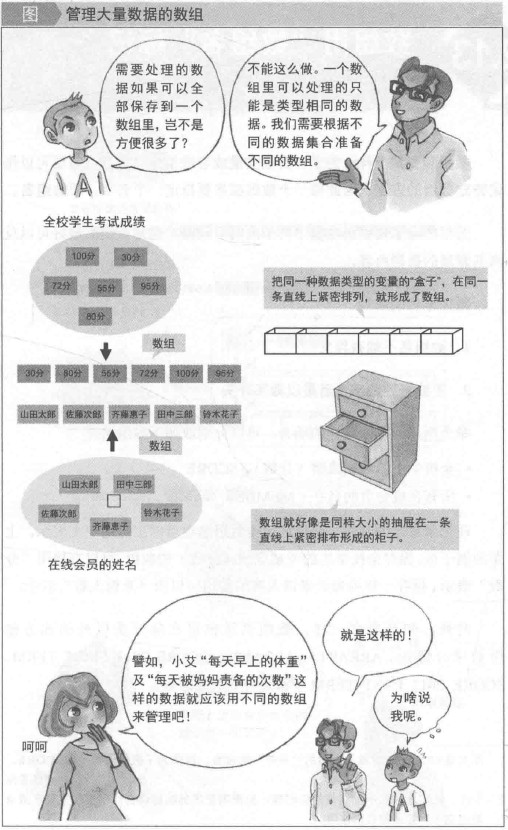 图 管理大量数据的数组
需要处理的数
据如果可以全
部保存到一个
数组里，岂不是
方便很多了？
不能这么做。一个数
组里可以处理的只
能是类型相同的数
据。我们需要根据不
同的数据集合准备
不同的数组。
A
全校学生考试成绩
100分 30分
72分 55分 95分
80分
数组
30分 80分 55分 72分 100分 95分
山田太郎 佐藤次郎 齐藤惠子 田中三郎 铃木花子
数组
山田太郎 田中三郎
佐藤次郎 铃木花子
齐藤惠子
在线会员的姓名
把同一种数据类型的变量的“盒子”，在同一
条直线上紧密排列，就形成了数组。
数组就好像是同样大小的抽屉在一条
直线上紧密排布形成的柜子。
譬如，小艾“每天早上的体重”
及“每天被妈妈责备的次数”这
样的数据就应该用不同的数组
来管理吧！
呵呵
就是这样的！
为啥说
我呢。
A